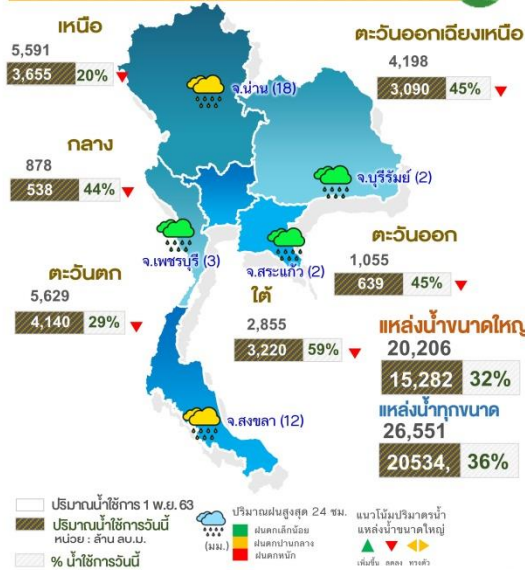 เหนือ
5,591
3,655 20%
จ.น่าน (18)
ตะวันออกเฉียงเหนือ
4,198
3,090 45%
กลาง
878
538 44%
จ.บุรีรัมย์ (2)
จ.เพชรบุรี (3)
จ.สระแก้ว (2)
ตะวันออก
1,055
639 45%
ตะวันตก
5,629
4,140 29%
ใต้
2,855
3,220 59%
จ.สงขลา (12)
แหล่งน้ำขนาดใหญ่
20,206
15,282 32%
แหล่งน้ำทุกขนาด
26,551
20534, 36%
ปริมาณน้ำใช้การ 1 พ.ย. 63
ปริมาณน้ำใช้การวันนี้
หน่วย : ล้าน ลบ.ม.
% น้ำใช้การวันนี้
ปริมาณฝนสูงสุด 24 ชม.
(มม.)
ฝนตกเล็กน้อย
ฝนตกปานกลาง
ฝนตกหนัก
แนวโน้มปริมาตรน้ำ
แหล่งน้ำขนาดใหญ่
เพิ่มขึ้น ลดลง ทรงตัว